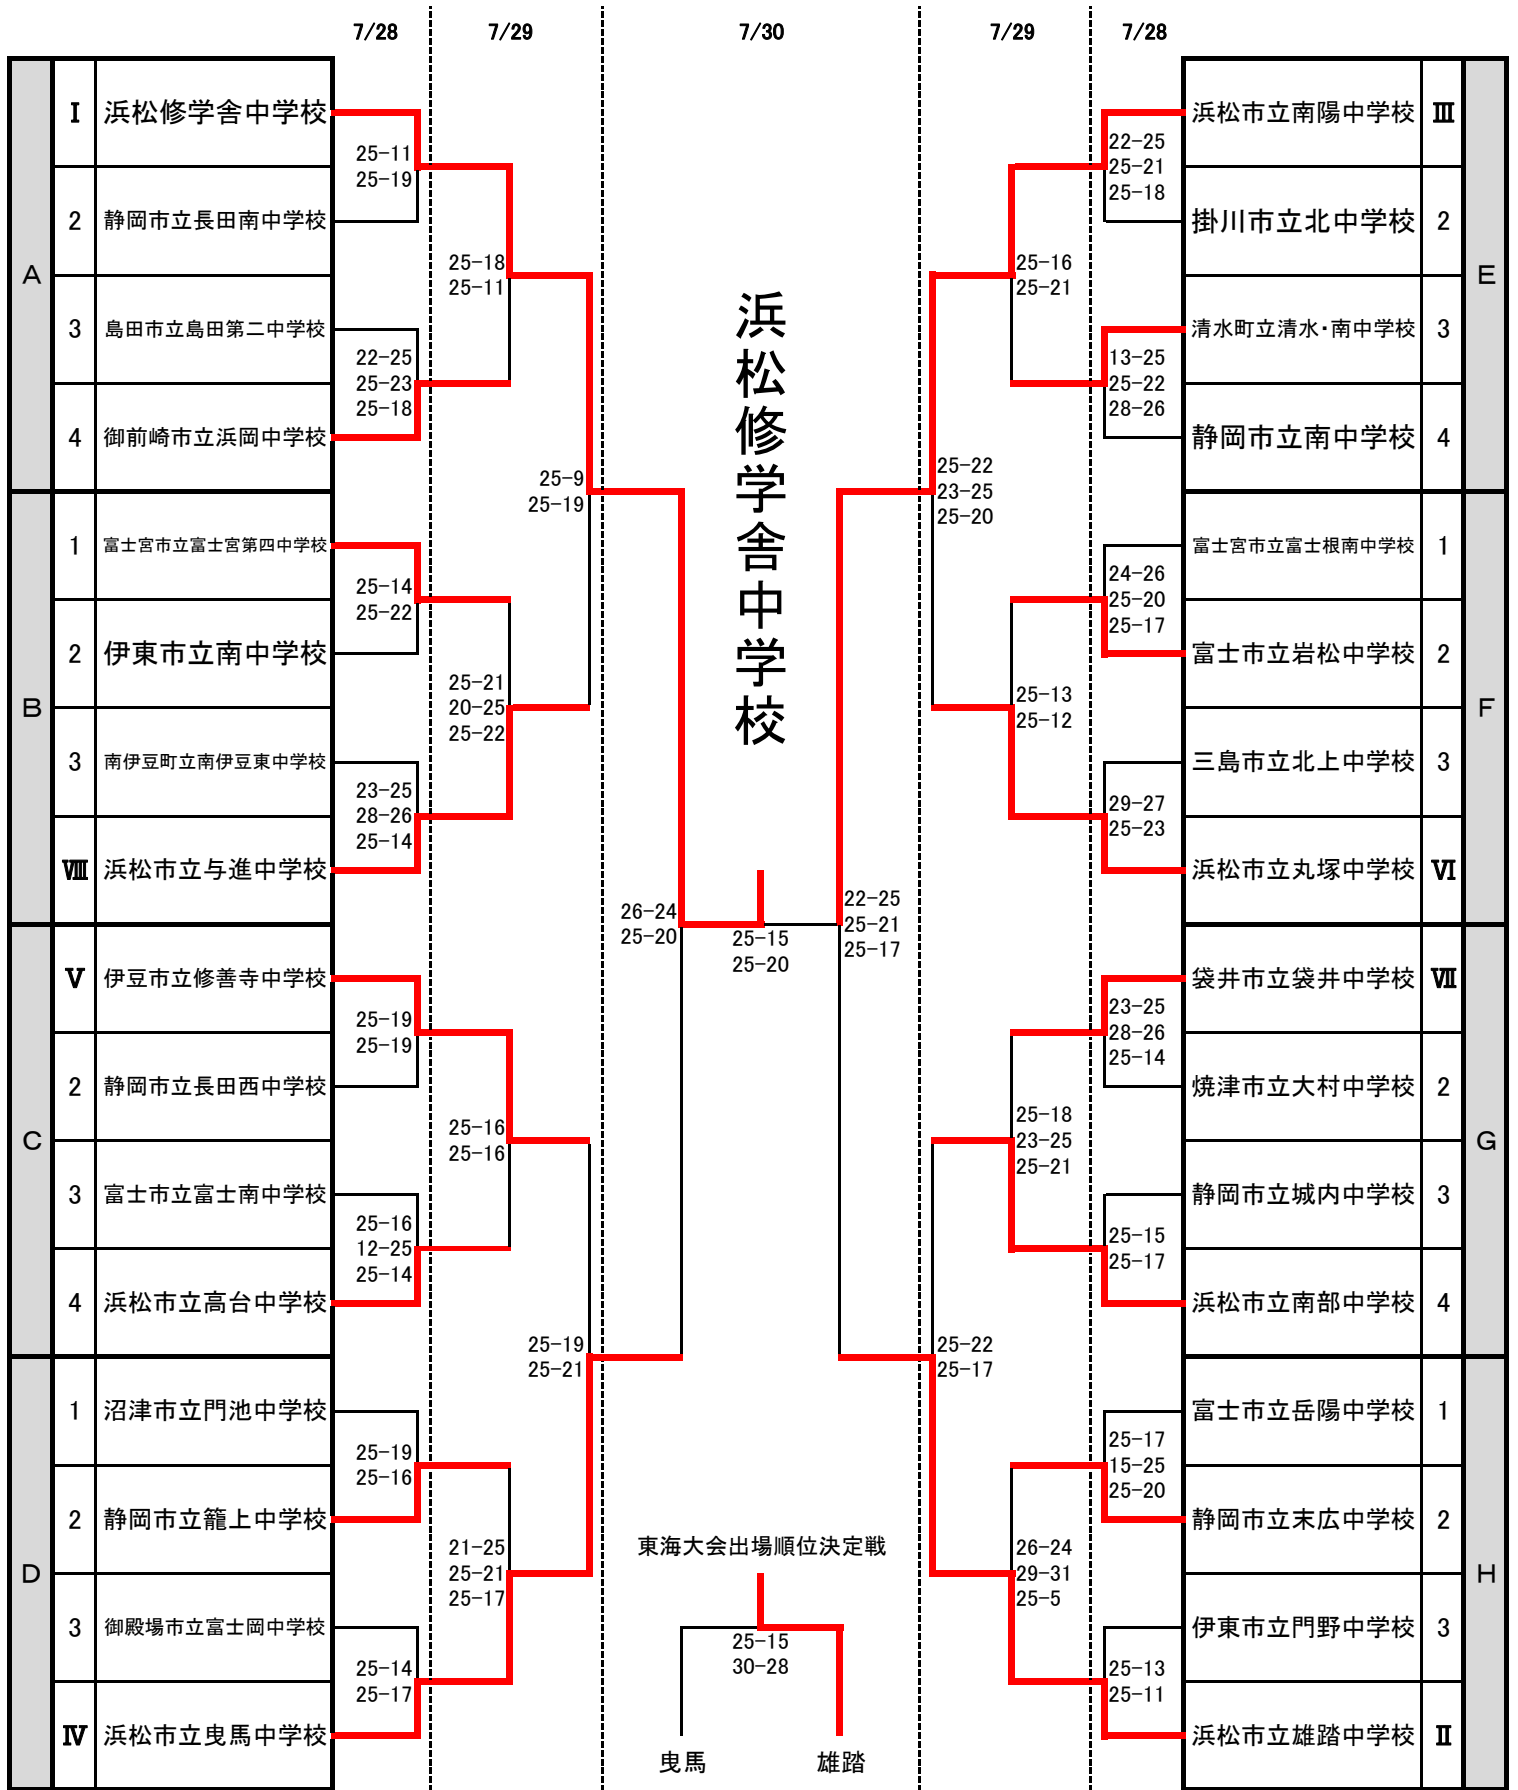 7/28
7/29
7/30
7/29
7/28
A
Ⅰ 浜松修学舎中学校
2 静岡市立長田南中学校
3 島田市立島田第二中学校
4 御前崎市立浜岡中学校
B
1 富士宮市立富士宮第四中学校
2 伊東市立南中学校
3 南伊豆町立南伊豆東中学校
Ⅷ 浜松市立与進中学校
C
Ⅴ 伊豆市立修善寺中学校
2 静岡市立長田西中学校
3 富士市立富士南中学校
4 浜松市立高台中学校
D
1 沼津市立門池中学校
2 静岡市立籠上中学校
3 御殿場市立富士岡中学校
Ⅳ 浜松市立曳馬中学校
25-11
25-19
22-25
25-23
25-18
25-14
25-22
23-25
28-26
25-14
25-19
25-19
25-16
12-25
25-14
25-19
25-16
25-14
25-17
25-18
25-11
25-21
20-25
25-22
25-16
25-16
21-25
25-21
25-17
25-9
25-19
25-19
25-21
26-24
25-20
浜松修学舎中学校
25-15
25-20
22-25
25-21
25-17
東海大会出場順位決定戦
25-15
30-28
曳馬
雄踏
25-22
23-25
25-20
25-22
25-17
25-16
25-21
25-13
25-12
25-18
23-25
25-21
26-24
29-31
25-5
22-25
25-21
25-18
13-25
25-22
28-26
24-26
25-20
25-17
29-27
25-23
23-25
28-26
25-14
25-15
25-17
25-17
15-25
25-20
25-13
25-11
浜松市立南陽中学校 Ⅲ
掛川市立北中学校 2
清水町立清水・南中学校 3
静岡市立南中学校 4
E
富士宮市立富士根南中学校 1
富士市立岩松中学校 2
三島市立北上中学校 3
浜松市立丸塚中学校 Ⅵ
F
袋井市立袋井中学校 Ⅶ
焼津市立大村中学校 2
静岡市立城内中学校 3
浜松市立南部中学校 4
G
富士市立岳陽中学校 1
静岡市立末広中学校 2
伊東市立門野中学校 3
浜松市立雄踏中学校 Ⅱ
H